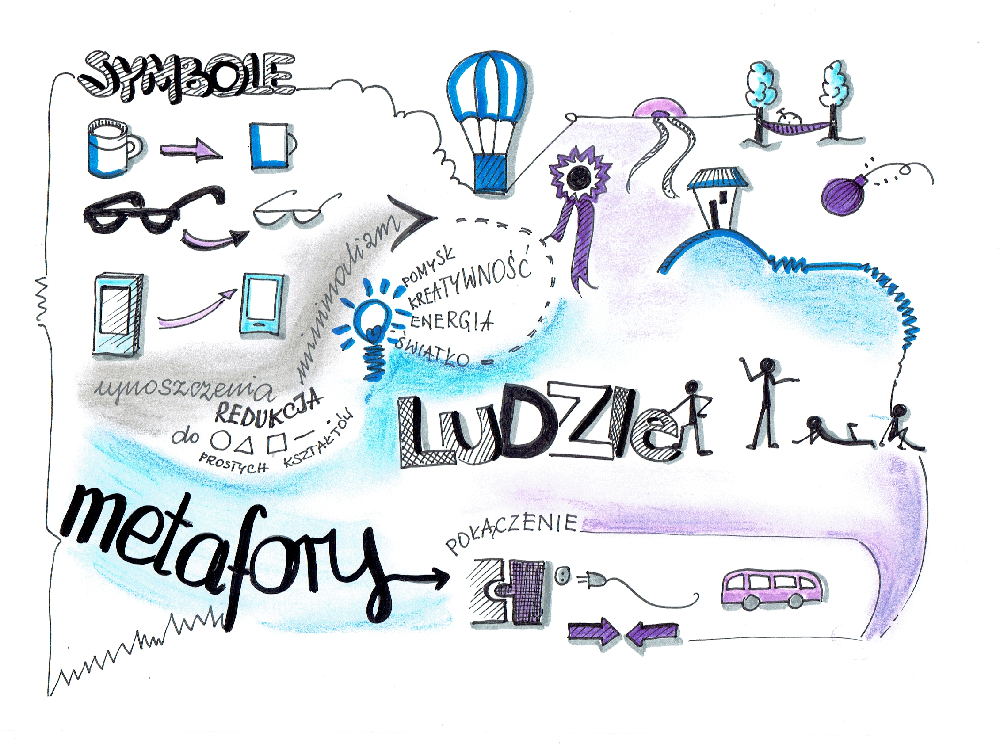 SYMBOLE
minimalizm
POMYSŁ
KREATYWNOŚĆ
ENERGIA
ŚWIATŁO
uproszczenia
REDUKCJA
do
PROSTYCH KSZTAŁTÓW
LuDZIe
metafory
POŁĄCZENIE